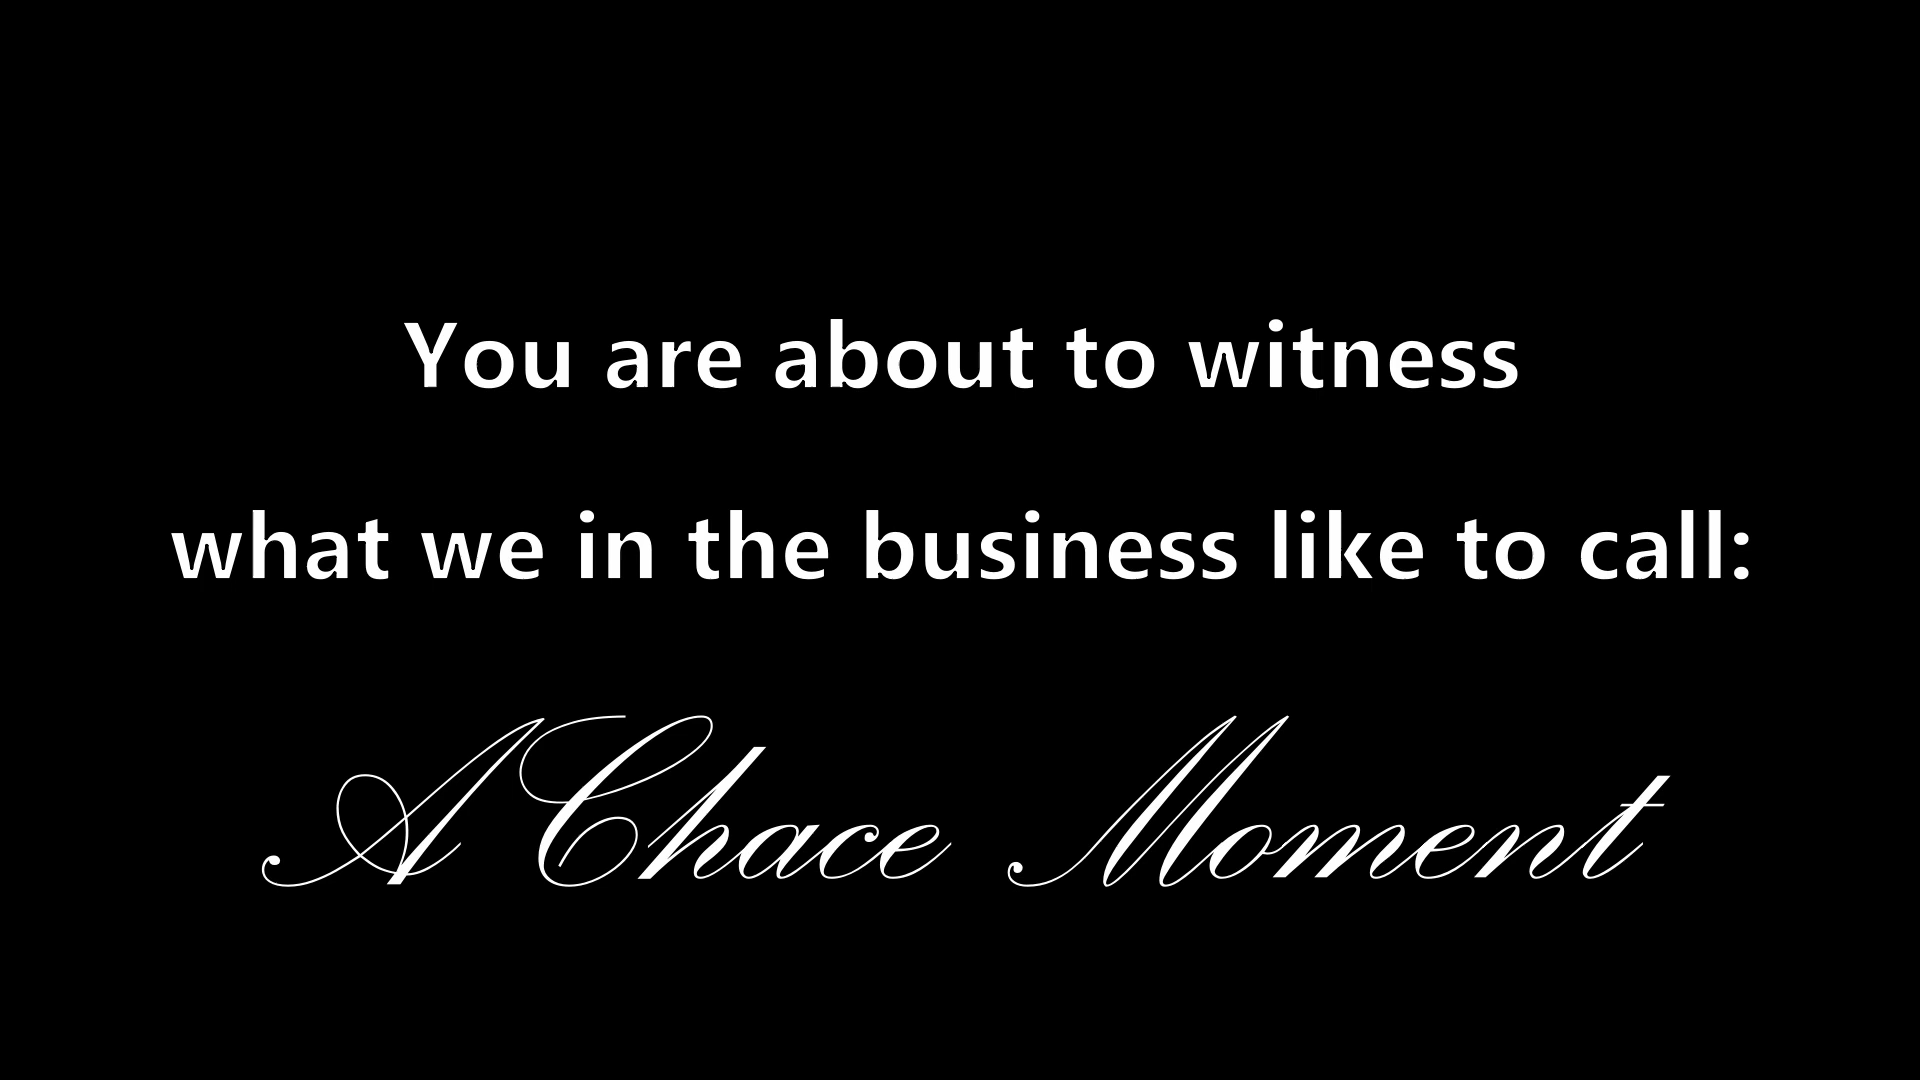 You are about to witness
what we in the business like to call:
A Chace Moment